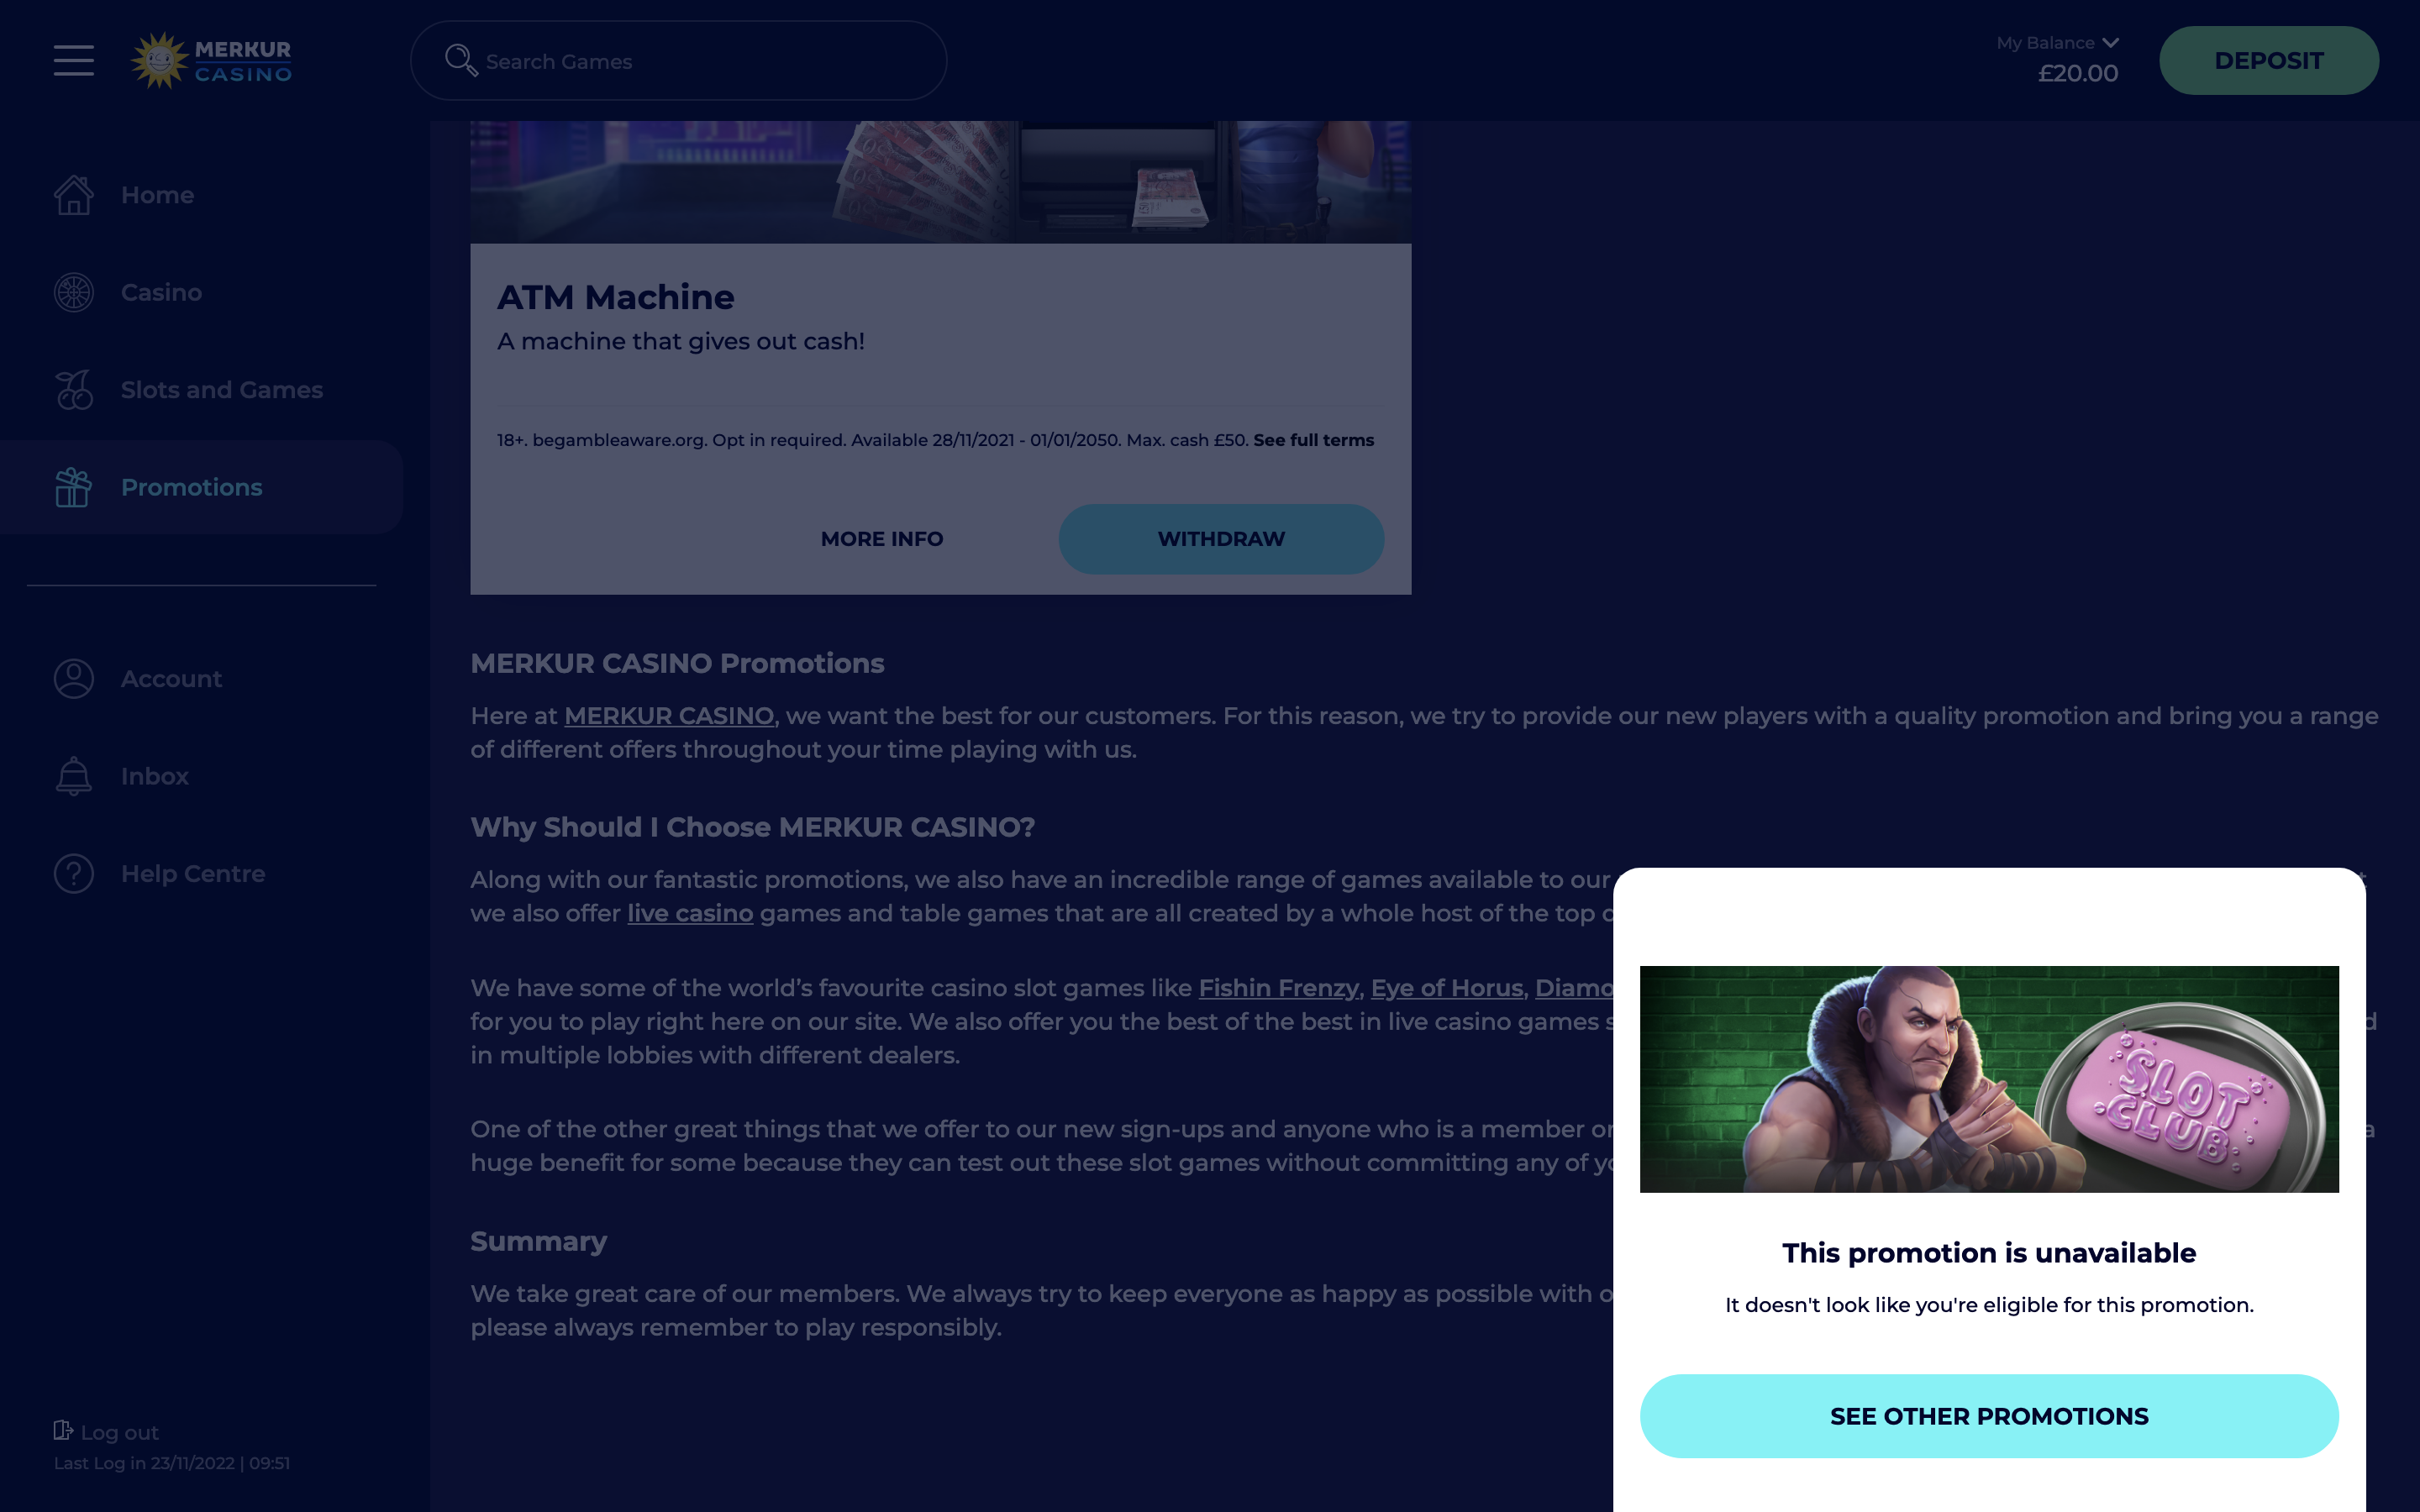 MERKUR
CASINO
Search Games
My Balance
£20.00
DEPOSIT
Home
Casino
Slots and Games
Promotions
Account
Inbox
Help Centre
Log out
Last Log in 23/11/2022 | 09:51
ATM Machine
A machine that gives out cash!
18+. begambleaware.org. Opt in required. Available 28/11/2021 - 01/01/2050. Max. cash £50. See full terms
MORE INFO
WITHDRAW
MERKUR CASINO Promotions
Here at MERKUR CASINO, we want the best for our customers. For this reason, we try to provide our new players with a quality promotion and bring you a range
of different offers throughout your time playing with us.
Why Should I Choose MERKUR CASINO?
Along with our fantastic promotions, we also have an incredible range of games available to our
we also offer live casino games and table games that are all created by a whole host of the top
We have some of the world's favourite casino slot games like Fishin Frenzy, Eye of Horus,
for you to play right here on our site. We also offer you the best of the best in live casino games
in multiple lobbies with different dealers.
One of the other great things that we offer to our new sign-ups and anyone who is a member
huge benefit for some because they can test out these slot games without committing any of
Summary
We take great care of our members. We always try to keep everyone as happy as possible with
please always remember to play responsibly.
SLOT
CLUB
This promotion is unavailable
It doesn't look like you're eligible for this promotion.
SEE OTHER PROMOTIONS